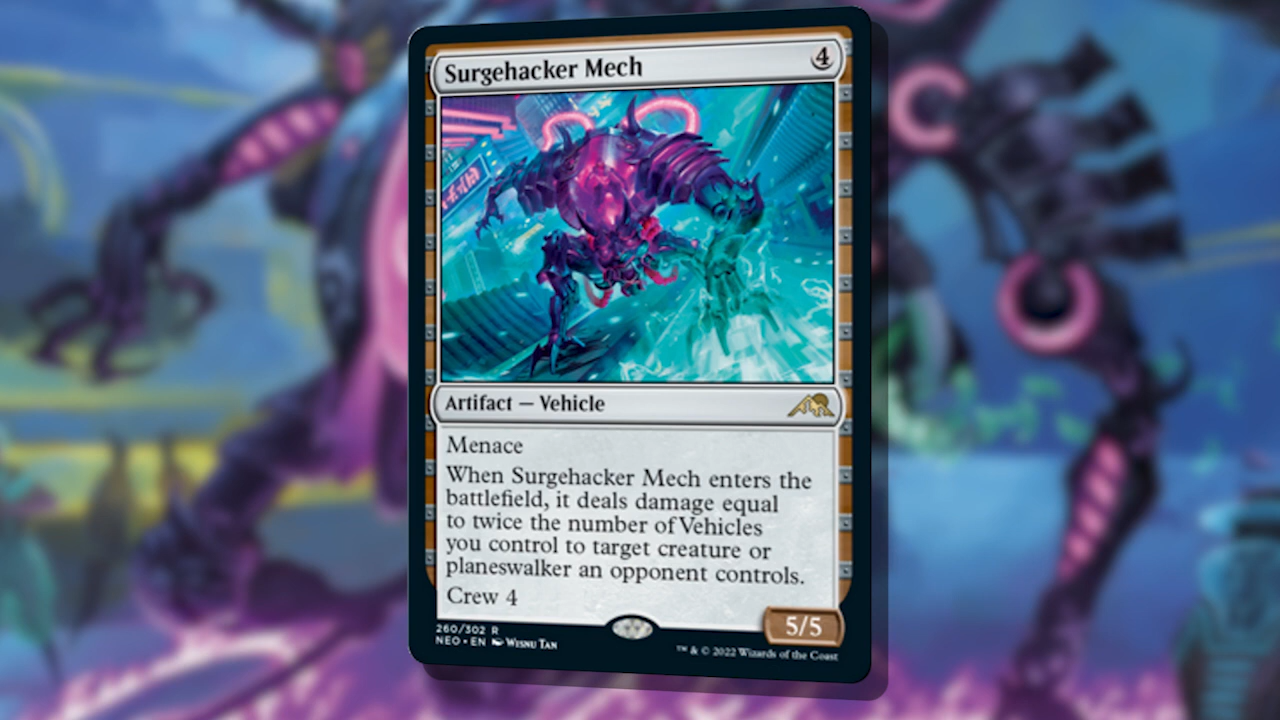 Surgehacker Mech 4
Artifact — Vehicle
Menace
When Surgehacker Mech enters the
battlefield, it deals damage equal
to twice the number of Vehicles
you control to target creature or
planeswalker an opponent controls.
Crew 4
5/5
260/302 R
NEO • EN Wisnu Tan
™ & © 2022 Wizards of the Coast